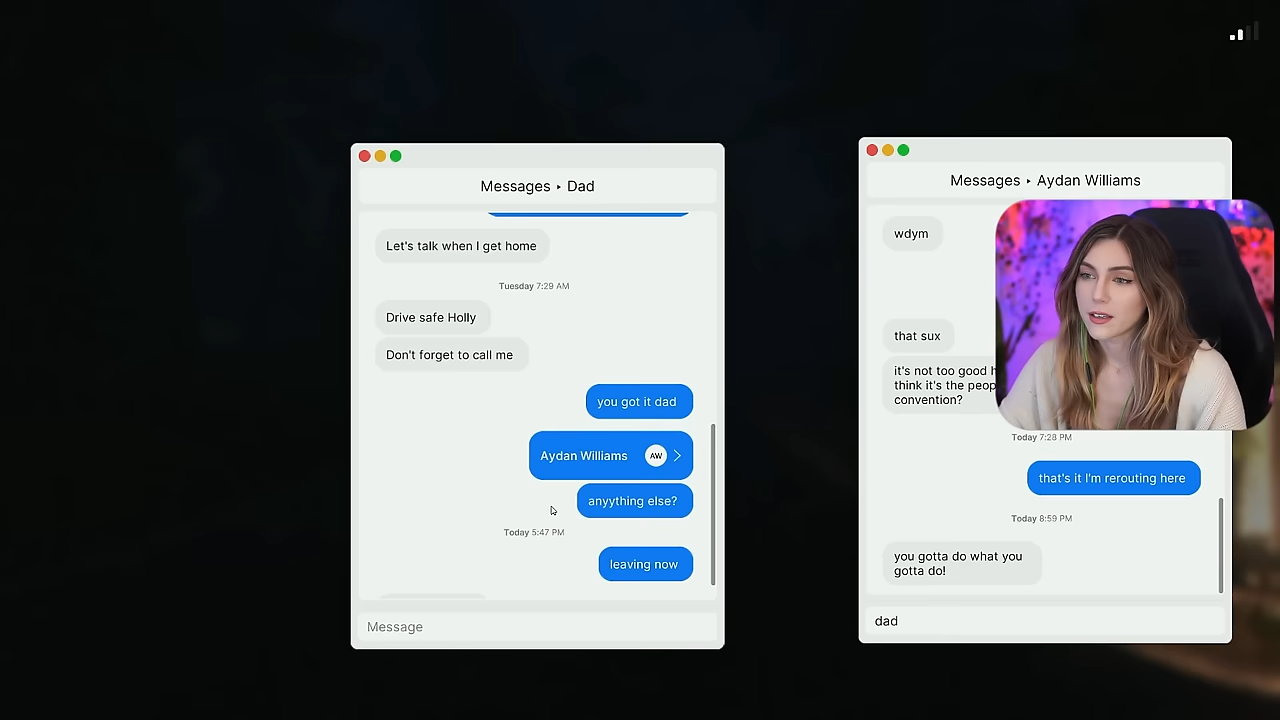 Messages ▸ Dad
Let's talk when I get home
Tuesday 7:29 AM
Drive safe Holly
Don't forget to call me
you got it dad
Aydan Williams AW
anyything else?
Today 5:47 PM
leaving now
Message
Messages ▸ Aydan Williams
wdym
that sux
it's not too good
think it's the
convention?
Today 7:28 PM
that's it I'm rerouting here
Today 8:59 PM
you gotta do what you
gotta do!
dad